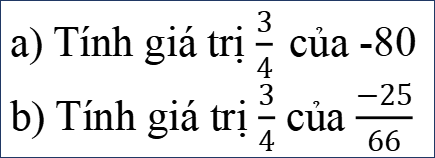 a) Tính giá trị 3/4 của -80
b) Tính giá trị 3/4 của -25/66